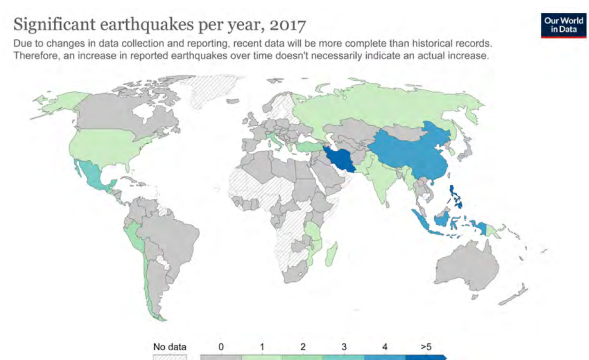 Significant earthquakes per year, 2017
Our World
in Data
Due to changes in data collection and reporting, recent data will be more complete than historical records.
Therefore, an increase in reported earthquakes over time doesn't necessarily indicate an actual increase.
No data 0 1 2 3 4 >5